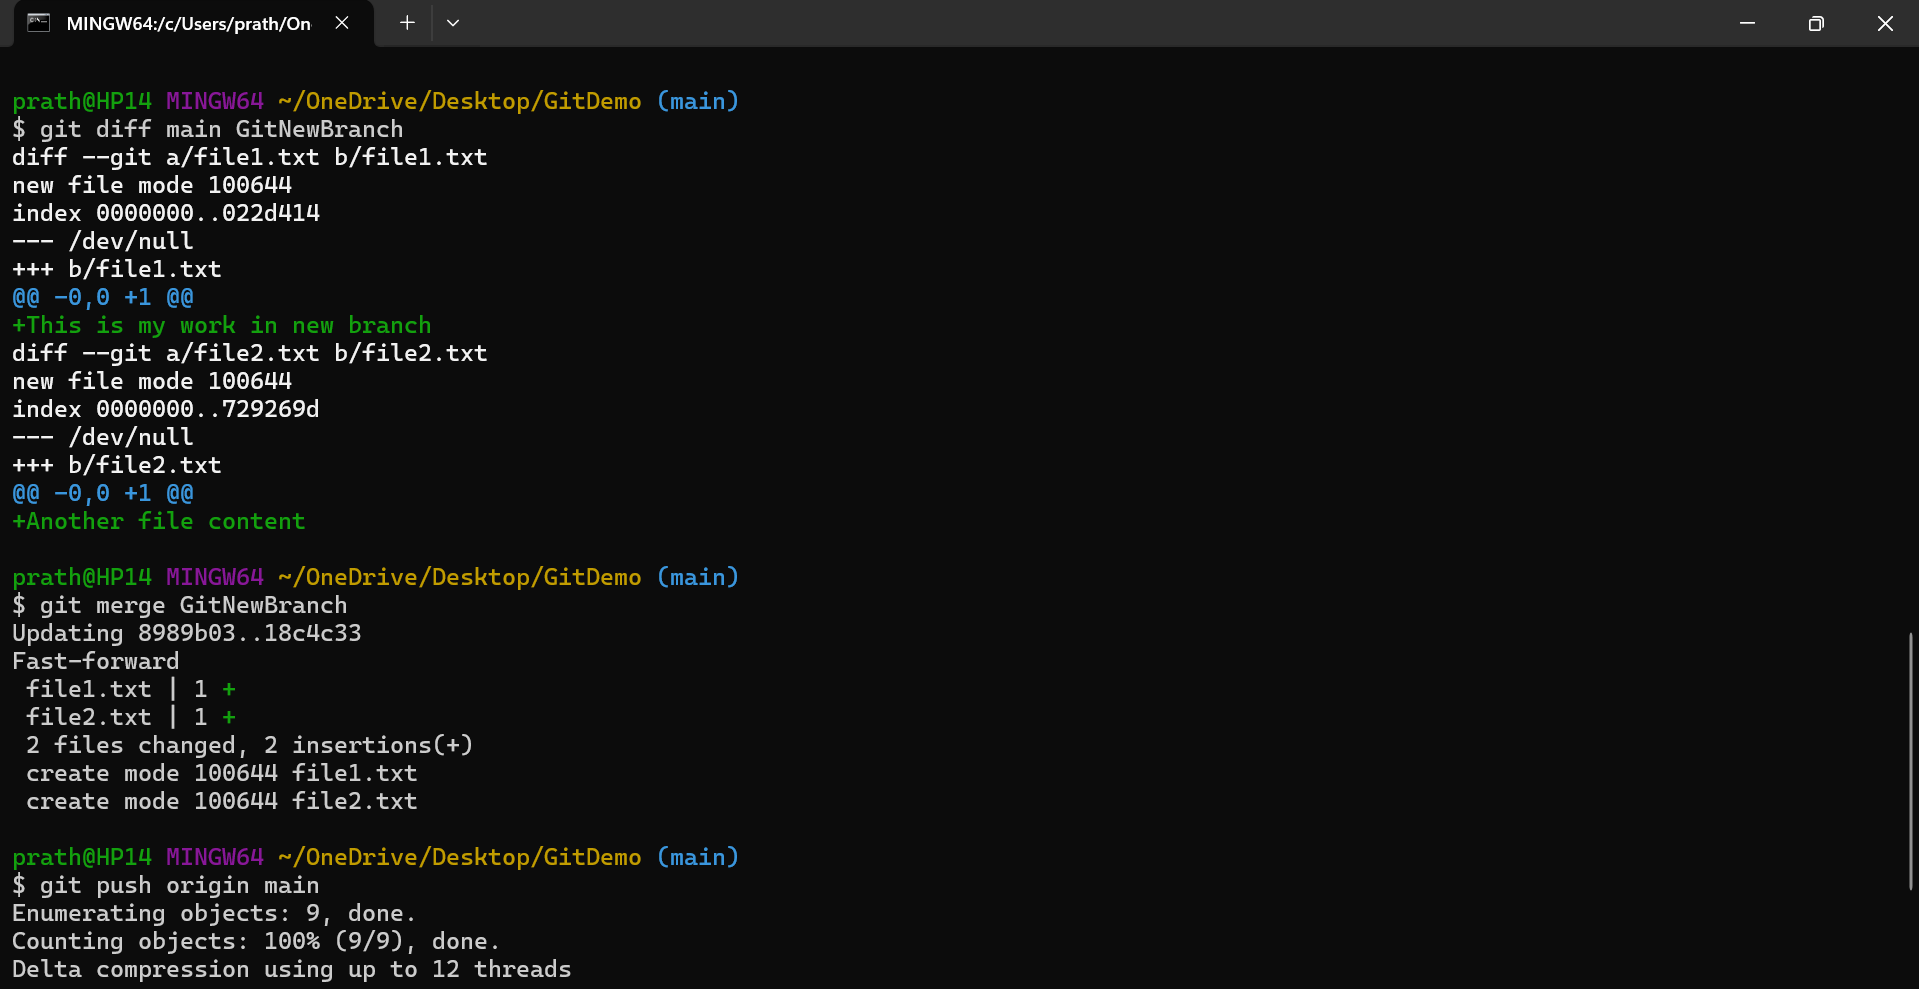 MINGW64:/c/Users/prath/On
prath@HP14 MINGW64 ~/OneDrive/Desktop/GitDemo (main)
$ git diff main GitNewBranch
diff --git a/file1.txt b/file1.txt
new file mode 100644
index 0000000..022d414
--- /dev/null
+++ b/file1.txt
@@ -0,0 +1 @@
+This is my work in new branch
diff --git a/file2.txt b/file2.txt
new file mode 100644
index 0000000..729269d
--- /dev/null
+++ b/file2.txt
@@ -0,0 +1 @@
+Another file content
prath@HP14 MINGW64 ~/OneDrive/Desktop/GitDemo (main)
$ git merge GitNewBranch
Updating 8989b03..18c4c33
Fast-forward
 file1.txt | 1 +
 file2.txt | 1 +
 2 files changed, 2 insertions(+)
 create mode 100644 file1.txt
 create mode 100644 file2.txt
prath@HP14 MINGW64 ~/OneDrive/Desktop/GitDemo (main)
$ git push origin main
Enumerating objects: 9, done.
Counting objects: 100% (9/9), done.
Delta compression using up to 12 threads